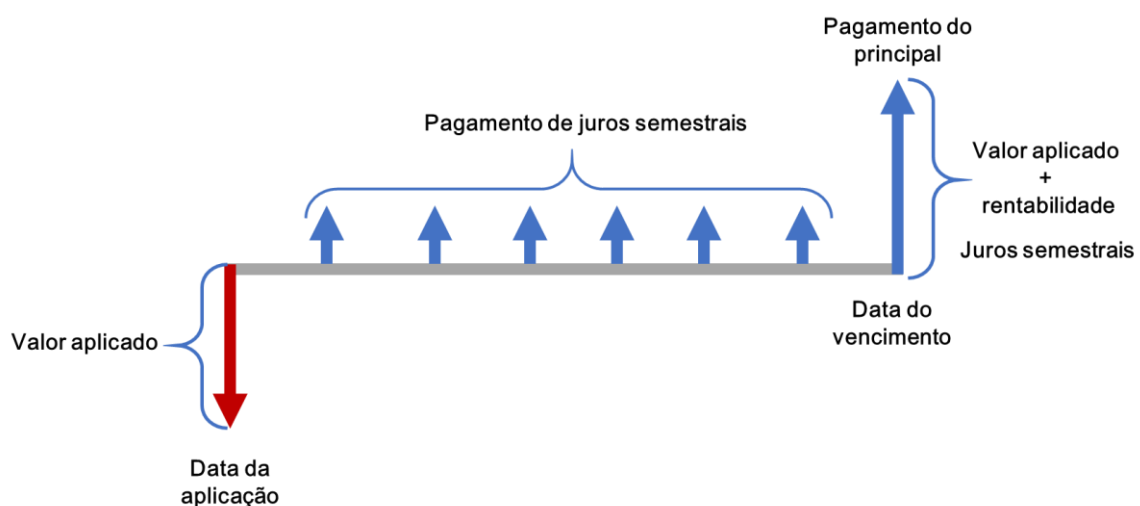 Pagamento do
principal
Pagamento de juros semestrais
Valor aplicado
+
rentabilidade
Juros semestrais
Valor aplicado
Data do
vencimento
Data da
aplicação